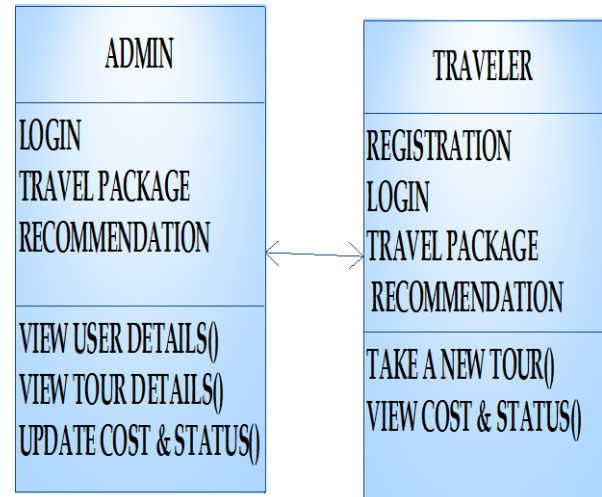 ADMIN
LOGIN
TRAVEL PACKAGE
RECOMMENDATION
VIEW USER DETAILS()
VIEW TOUR DETAILS()
UPDATE COST & STATUS()
TRAVELER
REGISTRATION
LOGIN
TRAVEL PACKAGE
RECOMMENDATION
TAKE A NEW TOUR()
VIEW COST & STATUS()